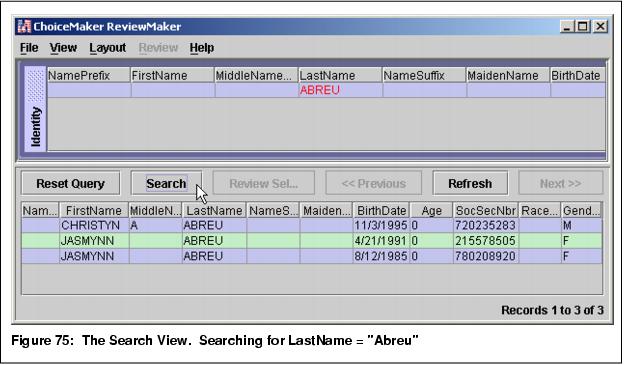 ChoiceMaker ReviewMaker
File View Layout Review Help
NamePrefix FirstName MiddleName... LastName NameSuffix MaidenName BirthDate
ABREU
Identity
Reset Query Search Review Sel... << Previous Refresh Next >>
Nam... FirstName MiddleN... LastName NameS... Maiden... BirthDate Age SocSecNbr Race... Gend...
CHRISTYN A ABREU 11/3/1995 0 720235283 M
JASMYNN ABREU 4/21/1991 0 215578505 F
JASMYNN ABREU 8/12/1985 0 780208920 F
Records 1 to 3 of 3
Figure 75: The Search View. Searching for LastName = "Abreu"